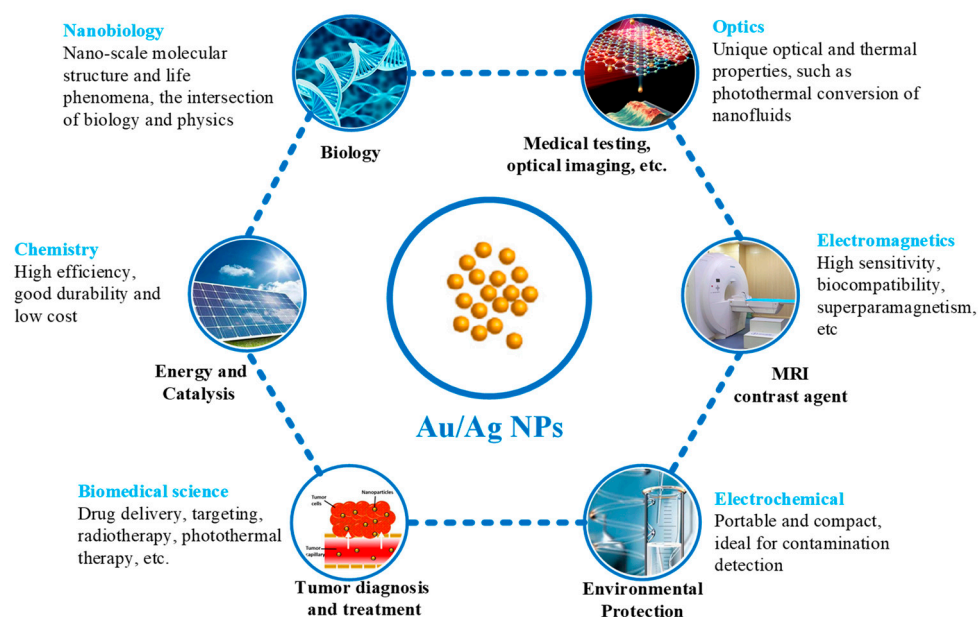 Nanobiology
Nano-scale molecular
structure and life
phenomena, the intersection
of biology and physics
Biology
Optics
Unique optical and thermal
properties, such as
photothermal conversion of
nanofluids
Medical testing,
optical imaging, etc.
Chemistry
High efficiency,
good durability and
low cost
Energy and
Catalysis
Electromagnetics
High sensitivity,
biocompatibility,
superparamagnetism,
etc
MRI
contrast agent
Au/Ag NPs
Biomedical science
Drug delivery, targeting,
radiotherapy, photothermal
therapy, etc.
Tumor
cells
Nanoparticles
Tumor
capillary
Tumor diagnosis
and treatment
Electrochemical
Portable and compact,
ideal for contamination
detection
Environmental
Protection